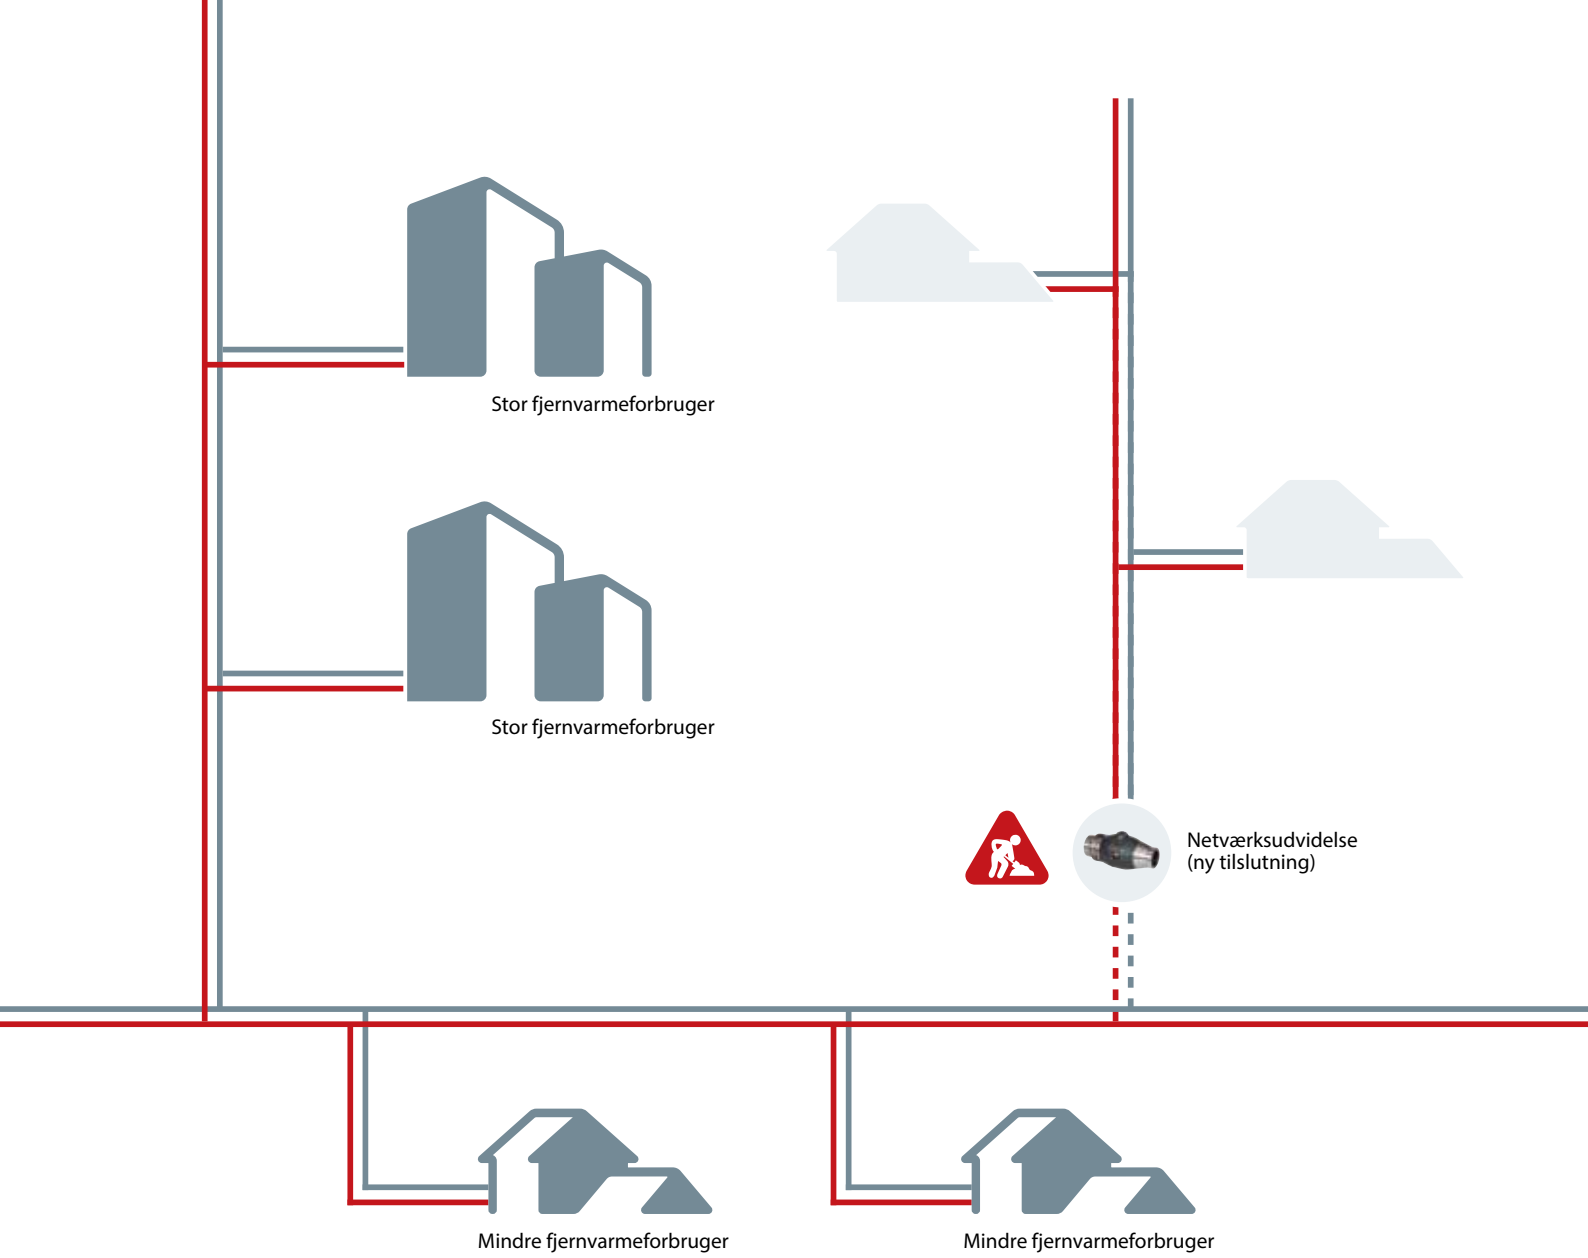 Stor fjernvarmeforbruger
Stor fjernvarmeforbruger
Netværksudvidelse
(ny tilslutning)
Mindre fjernvarmeforbruger
Mindre fjernvarmeforbruger